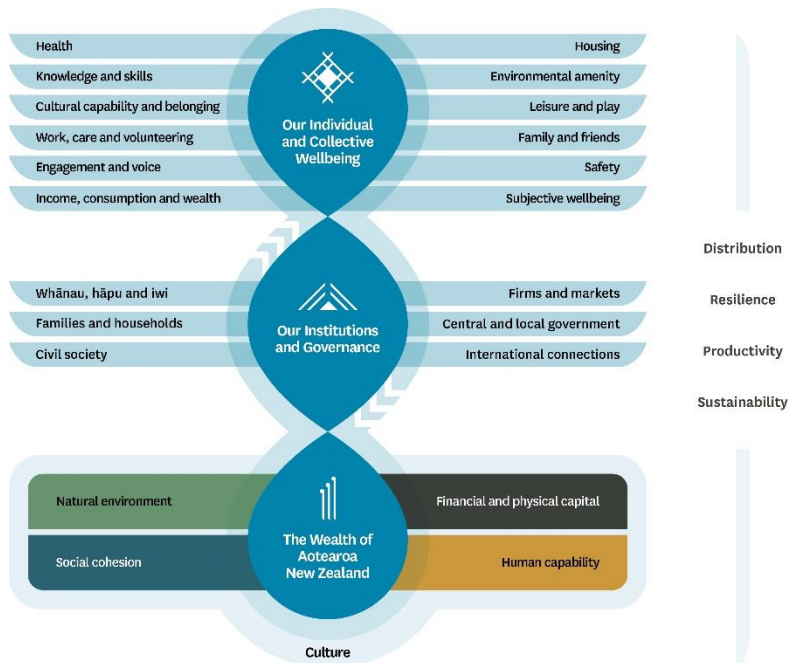 Health
Housing
Knowledge and skills
Environmental amenity
Cultural capability and belonging
Leisure and play
Work, care and volunteering
Family and friends
Engagement and voice
Safety
Income, consumption and wealth
Subjective wellbeing
Our Individual
and Collective
Wellbeing
Whānau, hāpu and iwi
Firms and markets
Families and households
Central and local government
Civil society
International connections
Our Institutions
and Governance
Natural environment
Financial and physical capital
Social cohesion
Human capability
The Wealth of
Aotearoa
New Zealand
Culture
Distribution
Resilience
Productivity
Sustainability